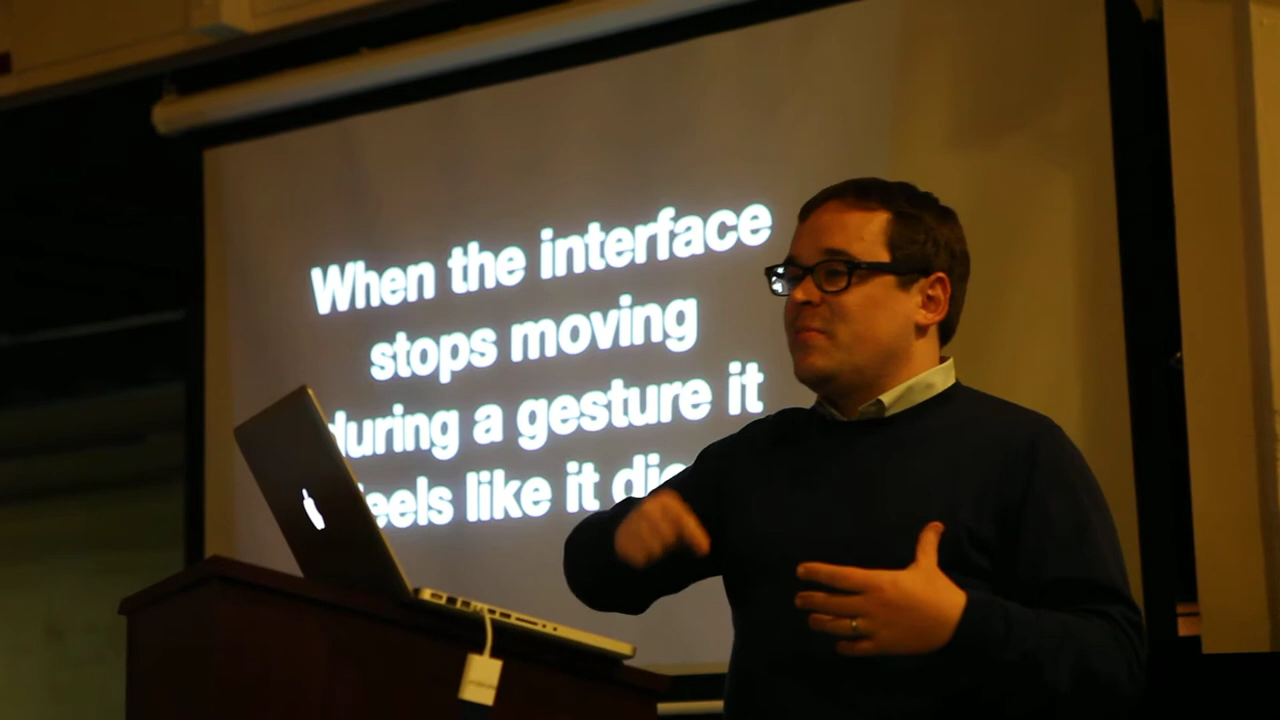 When the interface
stops moving
during a gesture it
feels like it